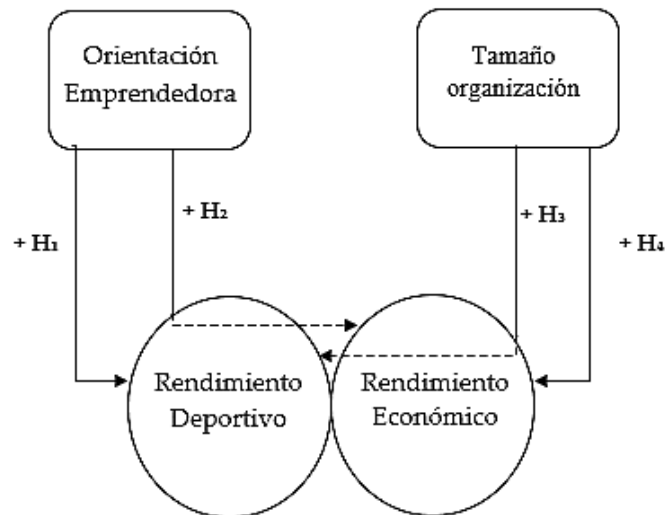 Orientación
Emprendedora
Tamaño
organización
+ H₁
+ H₂
+ H₃
+ H₄
Rendimiento
Deportivo
Rendimiento
Económico